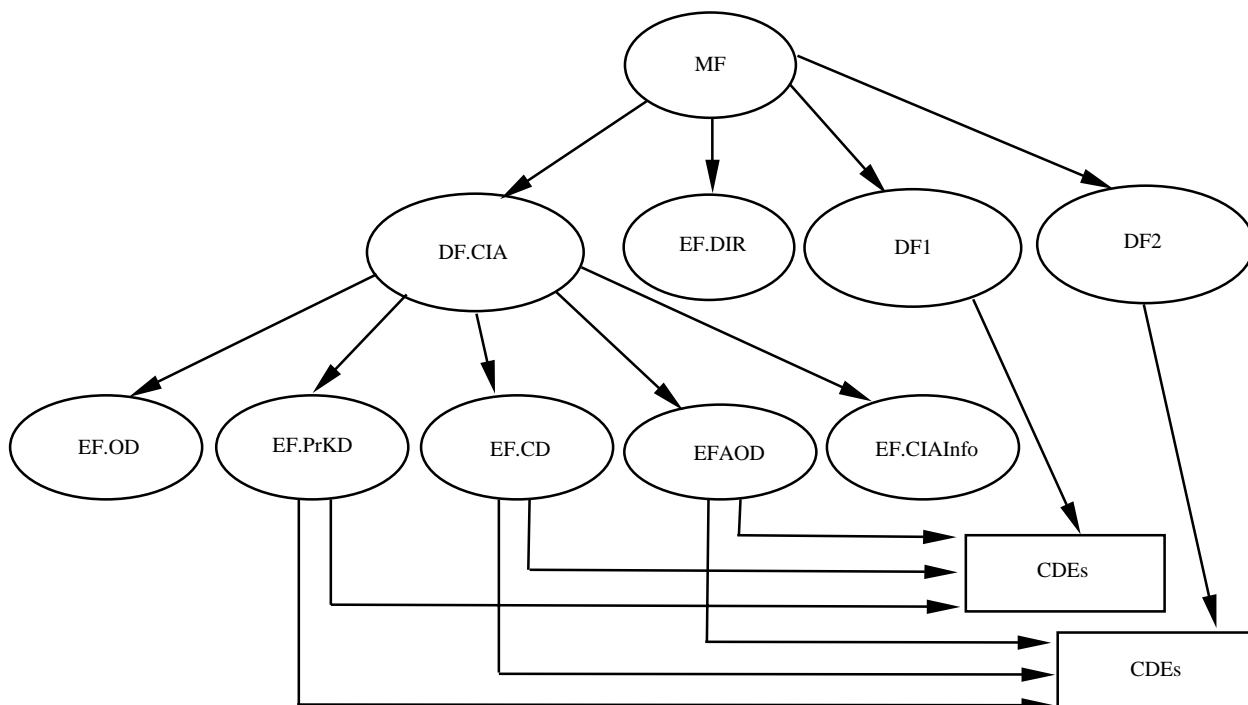 MF
DF.CIA
EF.DIR
DF1
DF2
EF.OD
EF.PrKD
EF.CD
EFAOD
EF.CIAInfo
CDEs
CDEs